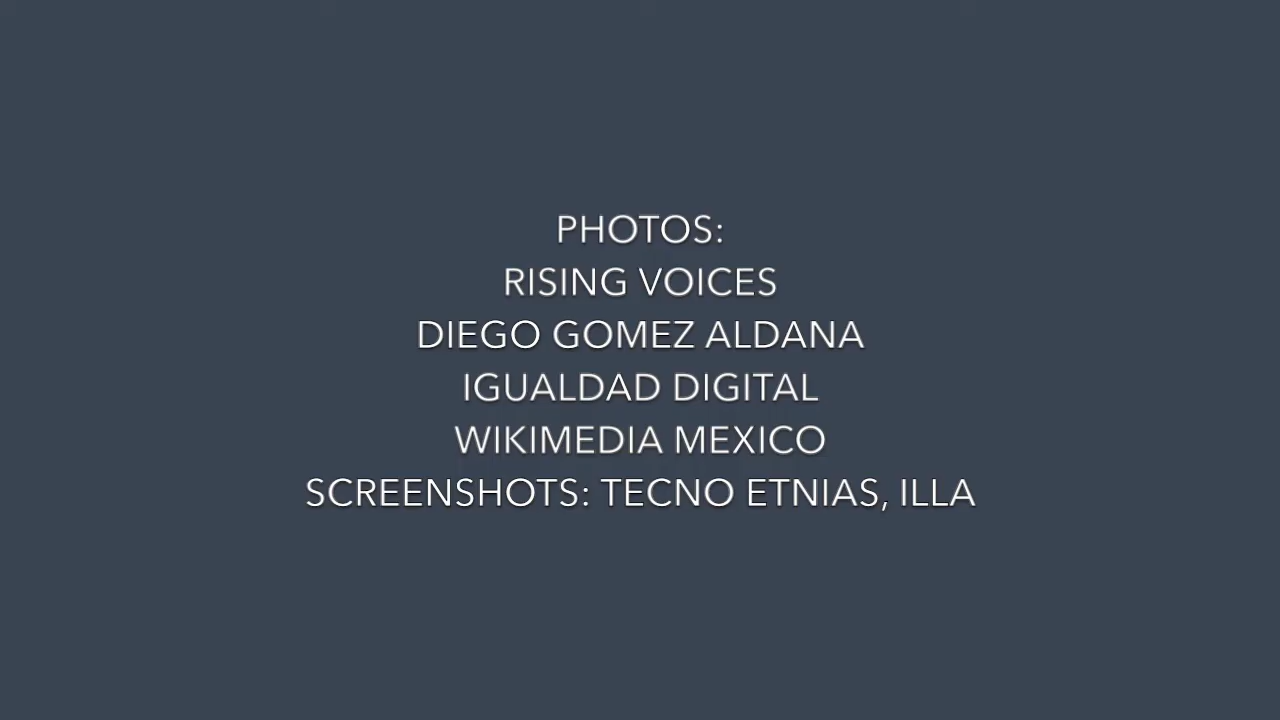 PHOTOS:
RISING VOICES
DIEGO GOMEZ ALDANA
IGUALDAD DIGITAL
WIKIMEDIA MEXICO
SCREENSHOTS: TECNO ETNIAS, ILLA